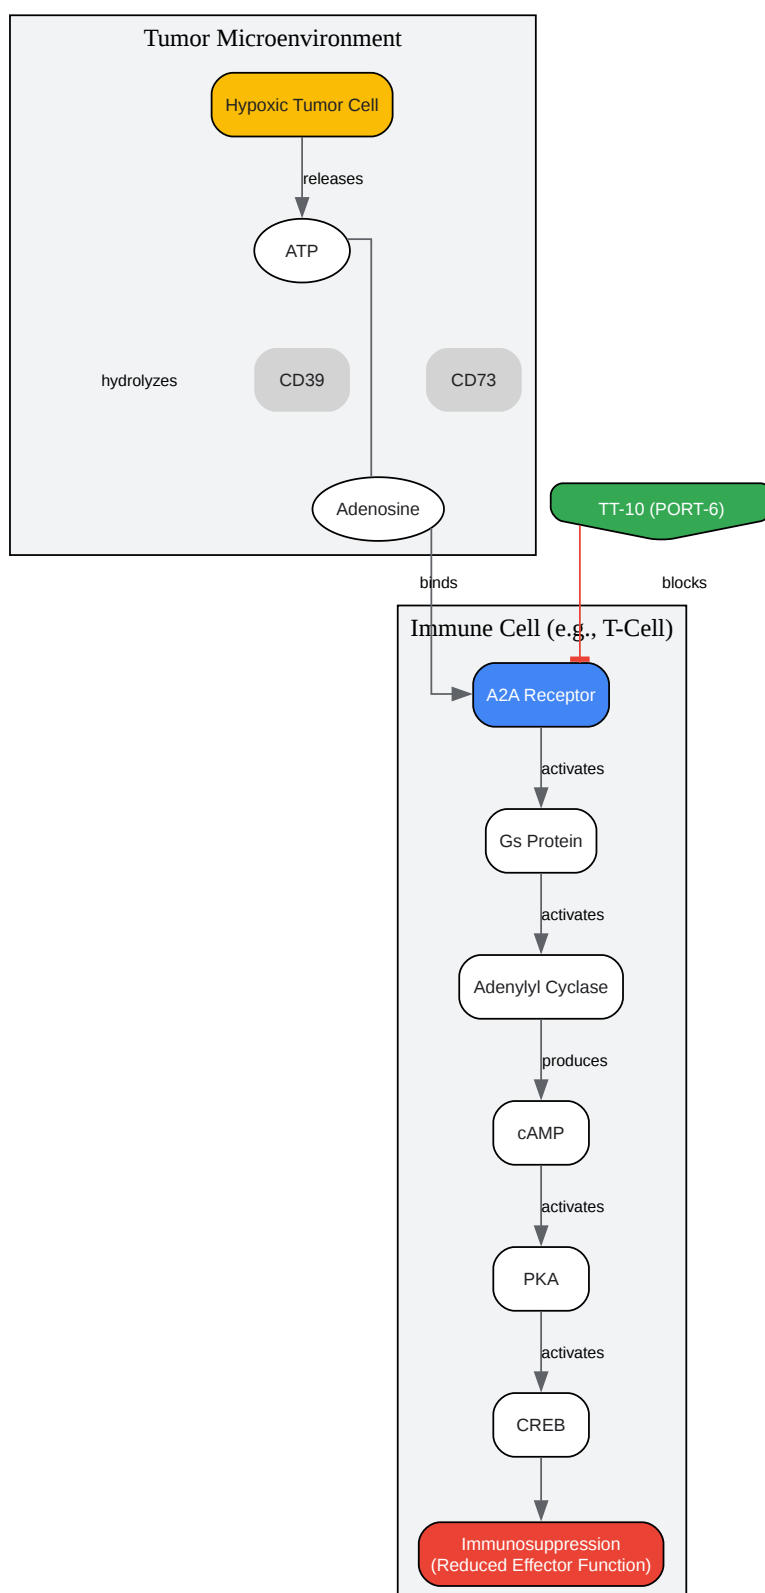 Tumor Microenvironment
Hypoxic Tumor Cell
releases
ATP
hydrolyzes
CD39
CD73
Adenosine
TT-10 (PORT-6)
binds
blocks
Immune Cell (e.g., T-Cell)
A2A Receptor
activates
Gs Protein
activates
Adenylyl Cyclase
produces
cAMP
activates
PKA
activates
CREB
Immunosuppression
(Reduced Effector Function)